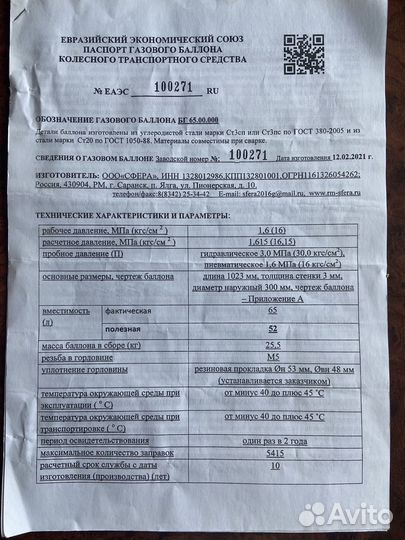 ЕВРАЗИЙСКИЙ ЭКОНОМИЧЕСКИЙ СОЮЗ
ПАСПОРТ ГАЗОВОГО БАЛЛОНА
КОЛЕСНОГО ТРАНСПОРТНОГО СРЕДСТВА
№ ЕАЭС 100271 RU
ОБОЗНАЧЕНИЕ ГАЗОВОГО БАЛЛОНА БГ 65.00.000
Детали баллона изготовлены из углеродистой стали марки Ст3сп или Ст3пс по ГОСТ 380-2005 и из
стали марки Ст20 по ГОСТ 1050-88. Материалы совместимы при сварке.
СВЕДЕНИЯ О ГАЗОВОМ БАЛЛОНЕ Заводской номер №: 100271 Дата изготовления 12.02.2021 г.
ИЗГОТОВИТЕЛЬ: ООО«СФЕРА», ИНН 1328012986,КПП132801001,ОГРН1161326054262;
Россия, 430904, РМ, г. Саранск, п. Ялга, ул. Пионерская, д. 10.
тел/факс +8(8342) 25-34-42 E-mail: sfera2016g@mail.ru, www.rm-sfera.ru
ТЕХНИЧЕСКИЕ ХАРАКТЕРИСТИКИ И ПАРАМЕТРЫ:
рабочее давление, МПа (кгс/см²) 1,6 (16)
расчетное давление, МПа (кгс/см²) 1,615 (16,15)
пробное давление (П) гидравлическое 3,0 МПа (30,0 кгс/см²),
пневматическое 1,6 МПа (16 кгс/см²)
основные размеры, чертеж баллона длина 1023 мм, толщина стенки 3 мм,
диаметр наружный 300 мм, чертеж баллона
– Приложение А
вместимость (л) фактическая 65
полезная 52
масса баллона в сборе (кг) 25,5
резьба в горловине М5
уплотнение горловины резиновая прокладка Øн 53 мм, Øвн 48 мм
(устанавливается заказчиком)
температура окружающей среды при
эксплуатации (°С) от минус 40 до плюс 45 °С
температура окружающей среды при
транспортировке (°С) от минус 40 до плюс 45 °С
период освидетельствования один раз в 2 года
максимальное количество заправок 5415
расчетный срок службы с даты
изготовления (производства) (лет) 10
Avito